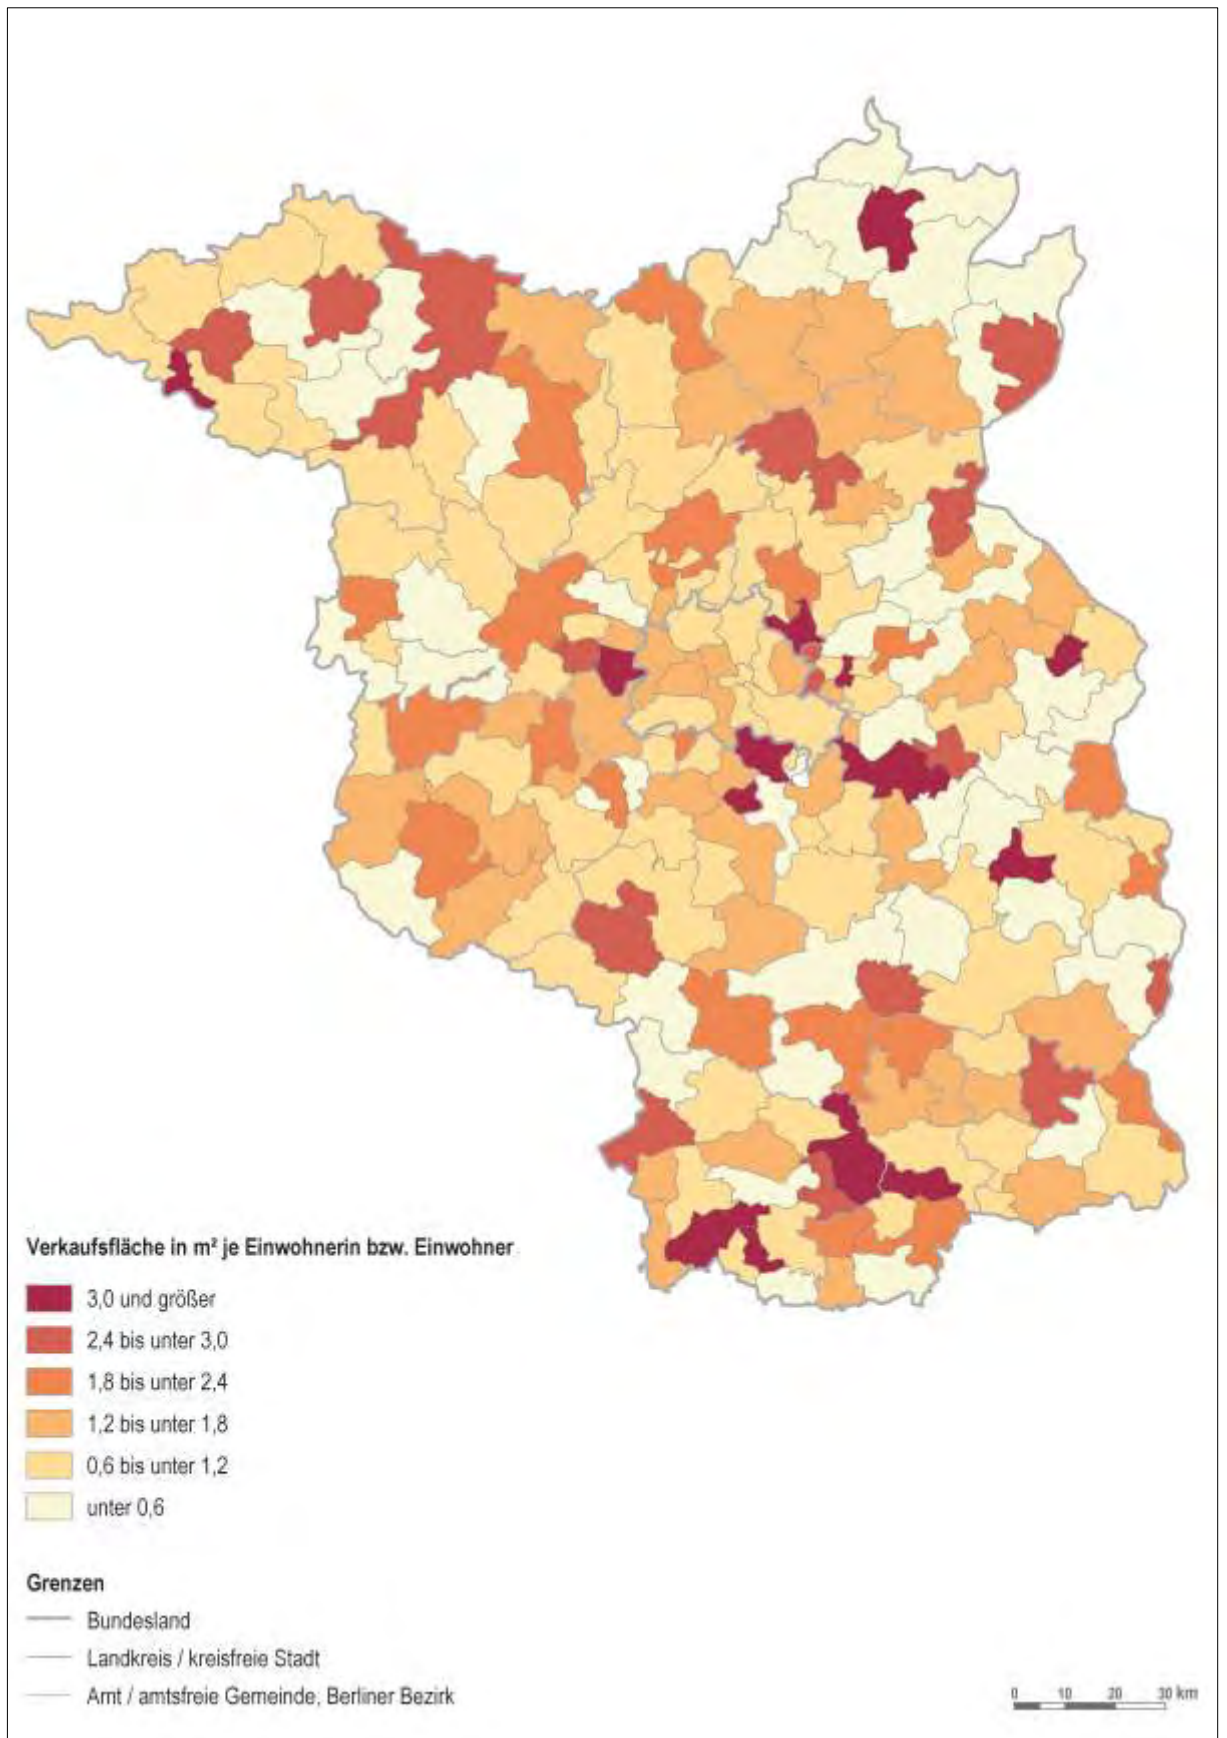 Verkaufsfläche in m² je Einwohnerin bzw. Einwohner
3,0 und größer
2,4 bis unter 3,0
1,8 bis unter 2,4
1,2 bis unter 1,8
0,6 bis unter 1,2
unter 0,6
Grenzen
Bundesland
Landkreis / kreisfreie Stadt
Amt / amtsfreie Gemeinde, Berliner Bezirk
0 10 20 30 km